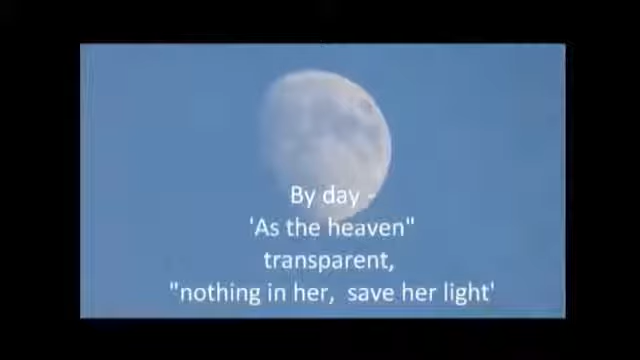 By day -
'As the heaven"
transparent,
"nothing in her, save her light'